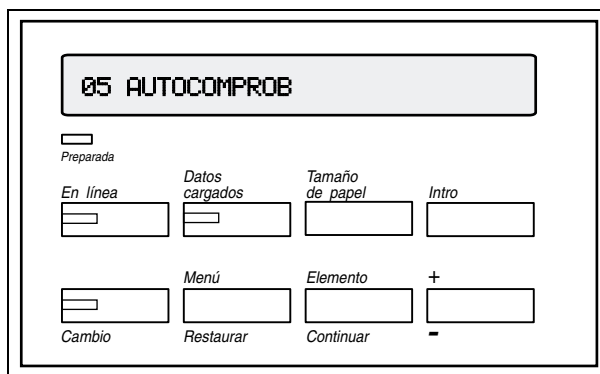 05 AUTOCOMPROB
Preparada
En línea
Datos
cargados
Tamaño
de papel
Intro
Menú
Elemento
+
Cambio
Restaurar
Continuar
-